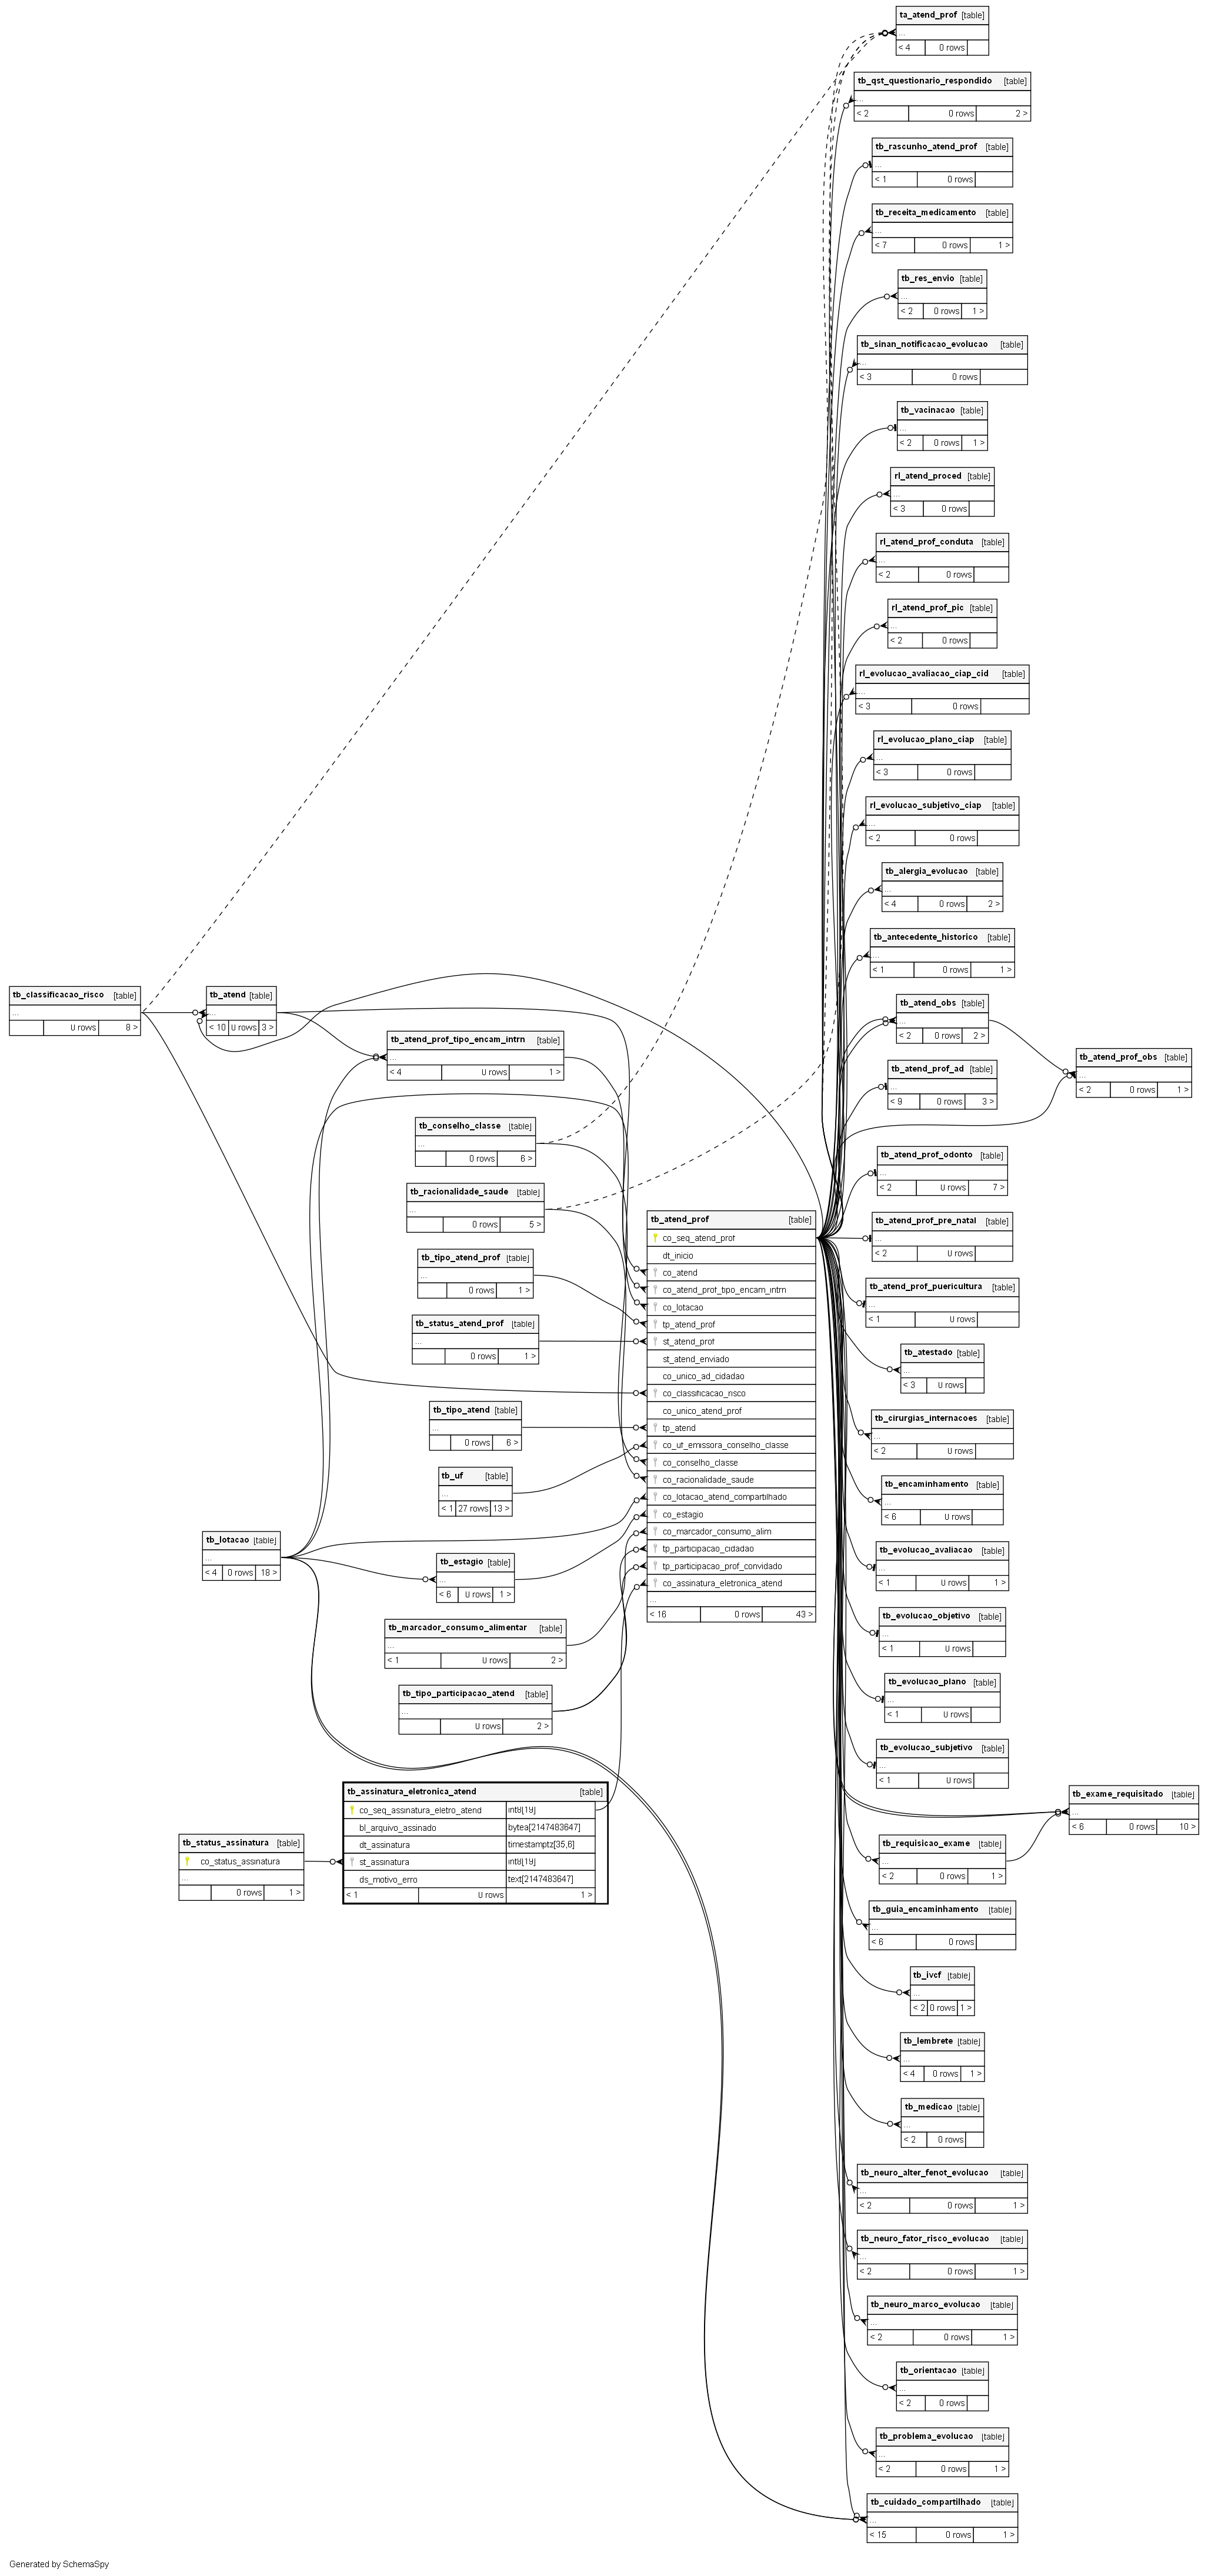 ta_atend_prof [table]
...
< 4 0 rows
tb_qst_questionario_respondido [table]
...
< 2 0 rows 2 >
tb_rascunho_atend_prof [table]
...
< 1 0 rows
tb_receita_medicamento [table]
...
< 7 0 rows 1 >
tb_res_envio [table]
...
< 2 0 rows 1 >
tb_sinan_notificacao_evolucao [table]
...
< 3 0 rows
tb_vacinacao [table]
...
< 2 0 rows 1 >
rl_atend_proced [table]
...
< 3 0 rows
rl_atend_prof_conduta [table]
...
< 2 0 rows
rl_atend_prof_pic [table]
...
< 2 0 rows
rl_evolucao_avaliacao_ciap_cid [table]
...
< 3 0 rows
rl_evolucao_plano_ciap [table]
...
< 3 0 rows
rl_evolucao_subjetivo_ciap [table]
...
< 2 0 rows
tb_alergia_evolucao [table]
...
< 4 0 rows 2 >
tb_antecedente_historico [table]
...
< 1 0 rows 1 >
tb_classificacao_risco [table]
...
0 rows 8 >
tb_atend [table]
...
< 10 0 rows 3 >
tb_atend_obs [table]
...
< 2 0 rows 2 >
tb_atend_prof_tipo_encam_intrn [table]
...
< 4 0 rows 1 >
tb_atend_prof_obs [table]
...
< 2 0 rows 1 >
tb_atend_prof_ad [table]
...
< 9 0 rows 3 >
tb_conselho_classe [table]
...
0 rows 6 >
tb_atend_prof_odonto [table]
...
< 2 0 rows 7 >
tb_racionalidade_saude [table]
...
0 rows 5 >
tb_atend_prof [table]
co_seq_atend_prof
dt_inicio
co_atend
co_atend_prof_tipo_encam_intrn
co_lotacao
tp_atend_prof
st_atend_prof
st_atend_enviado
co_unico_ad_cidadao
co_classificacao_risco
co_unico_atend_prof
tp_atend
co_uf_emissora_conselho_classe
co_conselho_classe
co_racionalidade_saude
co_lotacao_atend_compartilhado
co_estagio
co_marcador_consumo_alim
tp_participacao_cidadao
tp_participacao_prof_convidado
co_assinatura_eletronica_atend
...
< 16 0 rows 43 >
tb_atend_prof_pre_natal [table]
...
< 2 0 rows
tb_tipo_atend_prof [table]
...
0 rows 1 >
tb_atend_prof_puericultura [table]
...
< 1 0 rows
tb_status_atend_prof [table]
...
0 rows 1 >
tb_atestado [table]
...
< 3 0 rows
tb_tipo_atend [table]
...
0 rows 6 >
tb_cirurgias_internacoes [table]
...
< 2 0 rows
tb_uf [table]
...
< 1 27 rows 13 >
tb_encaminhamento [table]
...
< 6 0 rows
tb_lotacao [table]
...
< 4 0 rows 18 >
tb_estagio [table]
...
< 6 0 rows 1 >
tb_evolucao_avaliacao [table]
...
< 1 0 rows 1 >
tb_marcador_consumo_alimentar [table]
...
< 1 0 rows 2 >
tb_evolucao_objetivo [table]
...
< 1 0 rows
tb_tipo_participacao_atend [table]
...
0 rows 2 >
tb_evolucao_plano [table]
...
< 1 0 rows
tb_evolucao_subjetivo [table]
...
< 1 0 rows
tb_assinatura_eletronica_atend [table]
co_seq_assinatura_eletro_atend int8[19]
bl_arquivo_assinado bytea[2147483647]
dt_assinatura timestamptz[35,6]
st_assinatura int8[19]
ds_motivo_erro text[2147483647]
< 1 0 rows 1 >
tb_status_assinatura [table]
co_status_assinatura
...
0 rows 1 >
tb_exame_requisitado [table]
...
< 6 0 rows 10 >
tb_requisicao_exame [table]
...
< 2 0 rows 1 >
tb_guia_encaminhamento [table]
...
< 6 0 rows
tb_ivcf [table]
...
< 2 0 rows 1 >
tb_lembrete [table]
...
< 4 0 rows 1 >
tb_medicao [table]
...
< 2 0 rows
tb_neuro_alter_fenot_evolucao [table]
...
< 2 0 rows 1 >
tb_neuro_fator_risco_evolucao [table]
...
< 2 0 rows 1 >
tb_neuro_marco_evolucao [table]
...
< 2 0 rows 1 >
tb_orientacao [table]
...
< 2 0 rows
tb_problema_evolucao [table]
...
< 2 0 rows 1 >
tb_cuidado_compartilhado [table]
...
< 15 0 rows 1 >
Generated by SchemaSpy